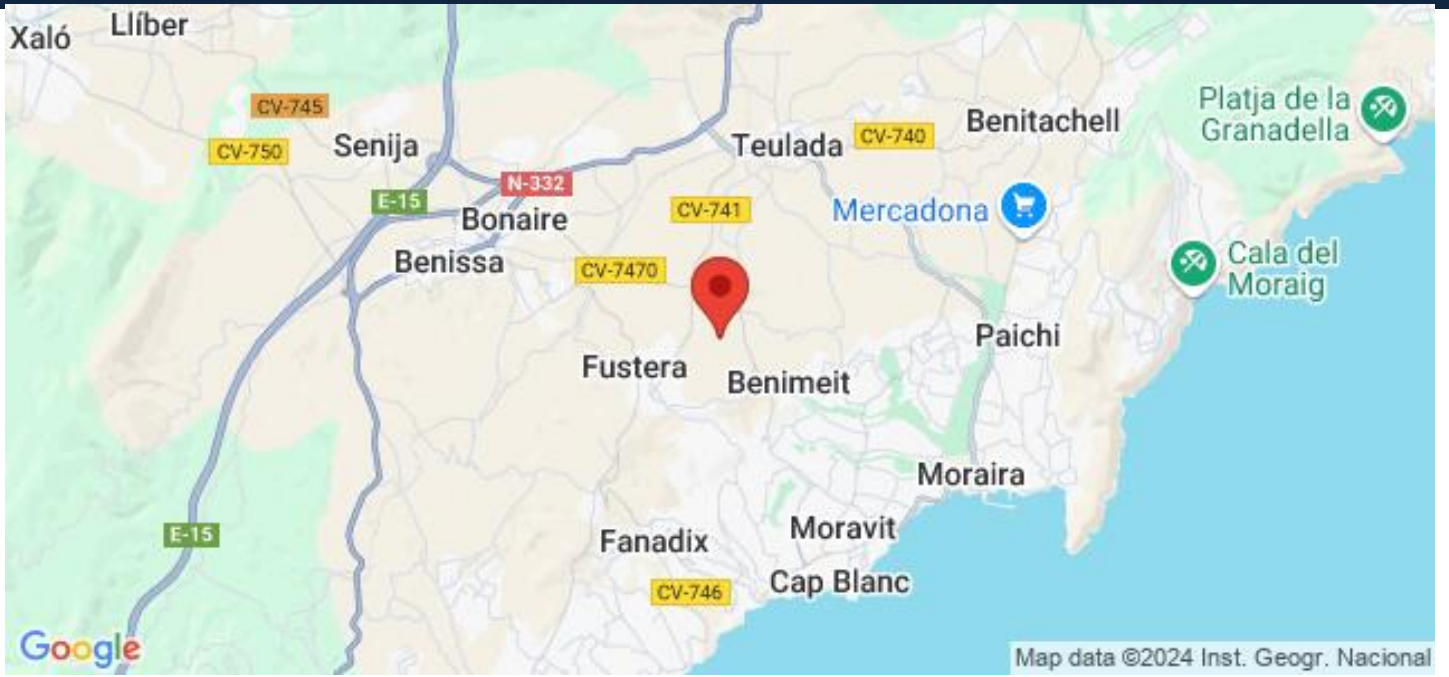 Llíber
Xaló
CV-745
Platja de la
Granadella
Benitachell
CV-740
Senija
Teulada
CV-750
N-332
E-15
CV-741
Mercadona
Bonaire
Benissa
CV-7470
Cala del
Moraig
Paichi
Fustera
Benimeit
Moraira
E-15
Moravit
Fanadix
Cap Blanc
CV-746
Google
Map data ©2024 Inst. Geogr. Nacional